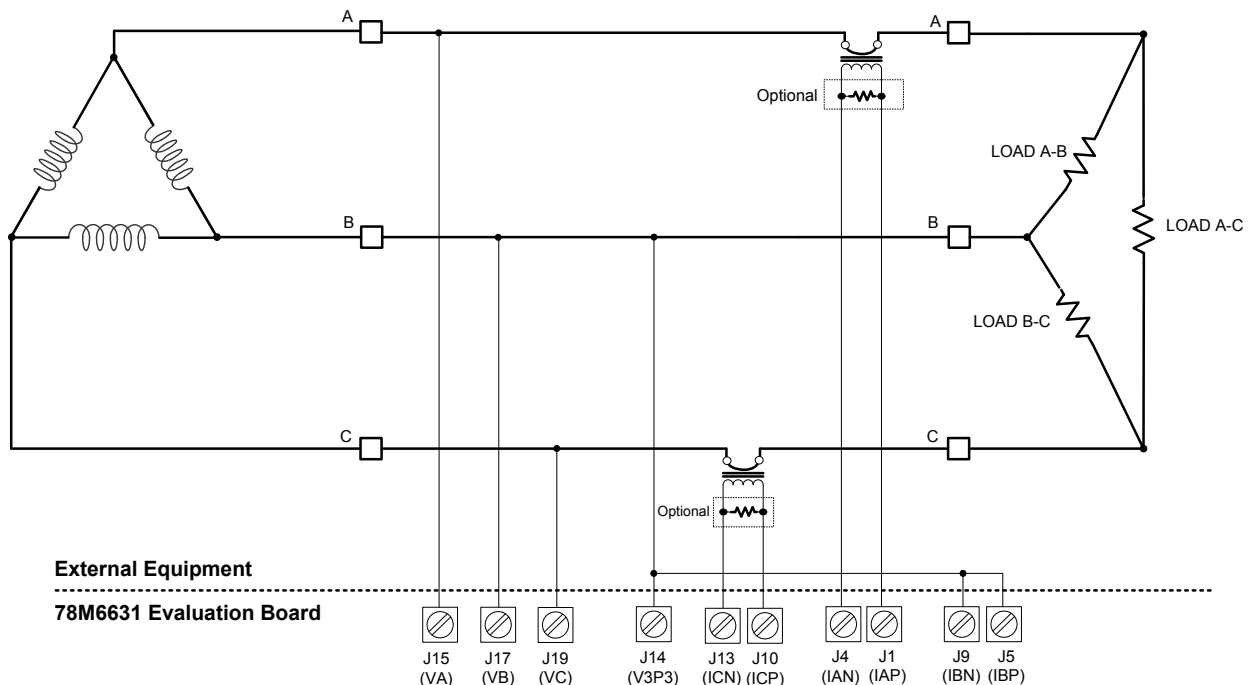 A
A
Optional
LOAD A-B
LOAD A-C
B
B
LOAD B-C
C
C
Optional
External Equipment
78M6631 Evaluation Board
J15
(VA)
J17
(VB)
J19
(VC)
J14
(V3P3)
J13
(ICN)
J10
(ICP)
J4
(IAN)
J1
(IAP)
J9
(IBN)
J5
(IBP)